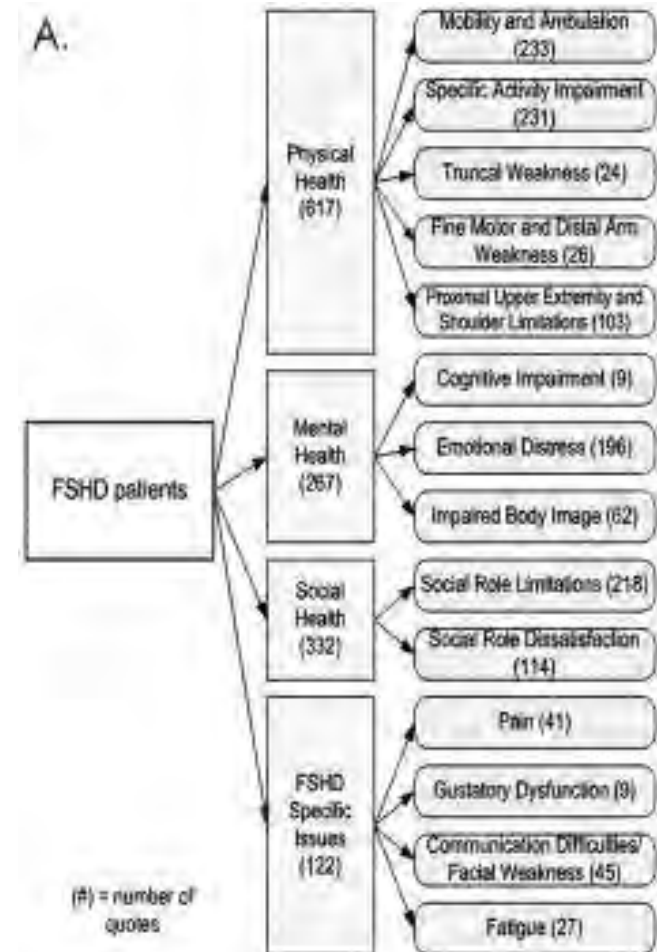 A.
FSHD patients
(#) = number of
quotes
Physical
Health
(617)
Mobility and Ambulation
(233)
Specific Activity Impairment
(231)
Truncal Weakness (24)
Fine Motor and Distal Arm
Weakness (26)
Proximal Upper Extremity and
Shoulder Limitations (103)
Mental
Health
(267)
Cognitive Impairment (9)
Emotional Distress (196)
Impaired Body Image (62)
Social
Health
(332)
Social Role Limitations (218)
Social Role Dissatisfaction
(114)
FSHD
Specific
Issues
(122)
Pain (41)
Gustatory Dysfunction (9)
Communication Difficulties/
Facial Weakness (45)
Fatigue (27)